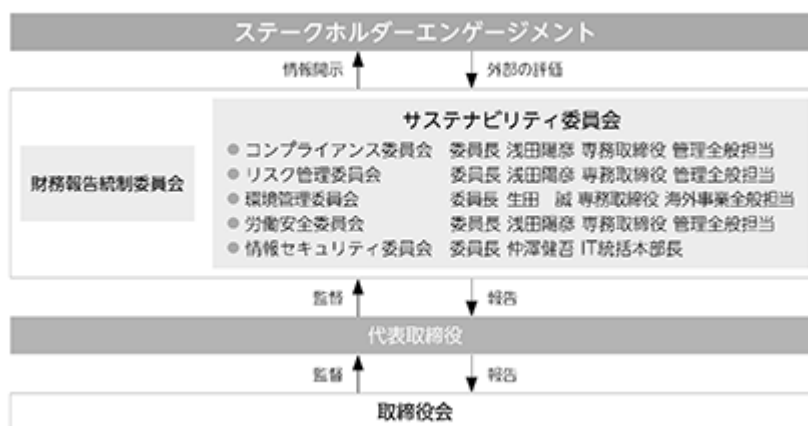 ステークホルダーエンゲージメント
情報開示 外部の評価
サステナビリティ委員会
財務報告統制委員会
● コンプライアンス委員会 委員長 浅田陽彦 専務取締役 管理全般担当
● リスク管理委員会 委員長 浅田陽彦 専務取締役 管理全般担当
● 環境管理委員会 委員長 生田 誠 専務取締役 海外事業全般担当
● 労働安全委員会 委員長 浅田陽彦 専務取締役 管理全般担当
● 情報セキュリティ委員会 委員長 仲澤健吾 IT統括本部長
監督 報告
代表取締役
監督 報告
取締役会